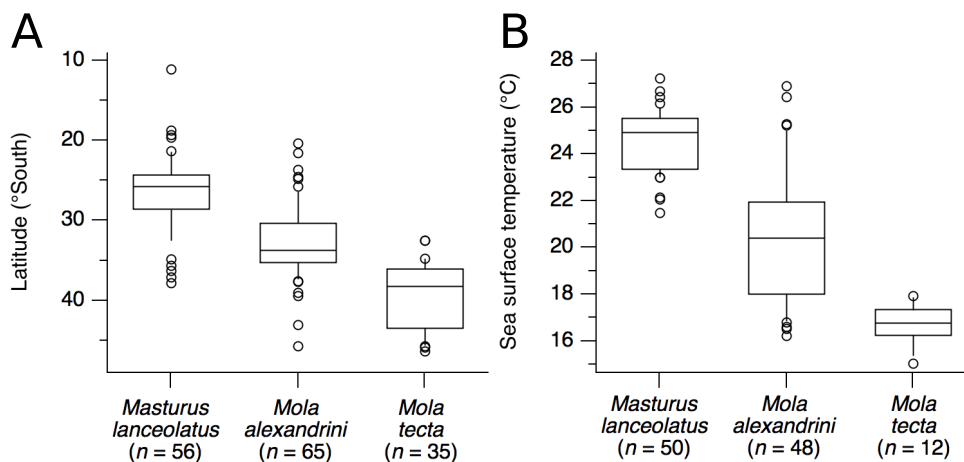 A
Latitude (°South)
10
20
30
40
Masturus
lanceolatus
(n = 56)
Mola
alexandrini
(n = 65)
Mola
tecta
(n = 35)
B
Sea surface temperature (°C)
28
26
24
22
20
18
16
Masturus
lanceolatus
(n = 50)
Mola
alexandrini
(n = 48)
Mola
tecta
(n = 12)